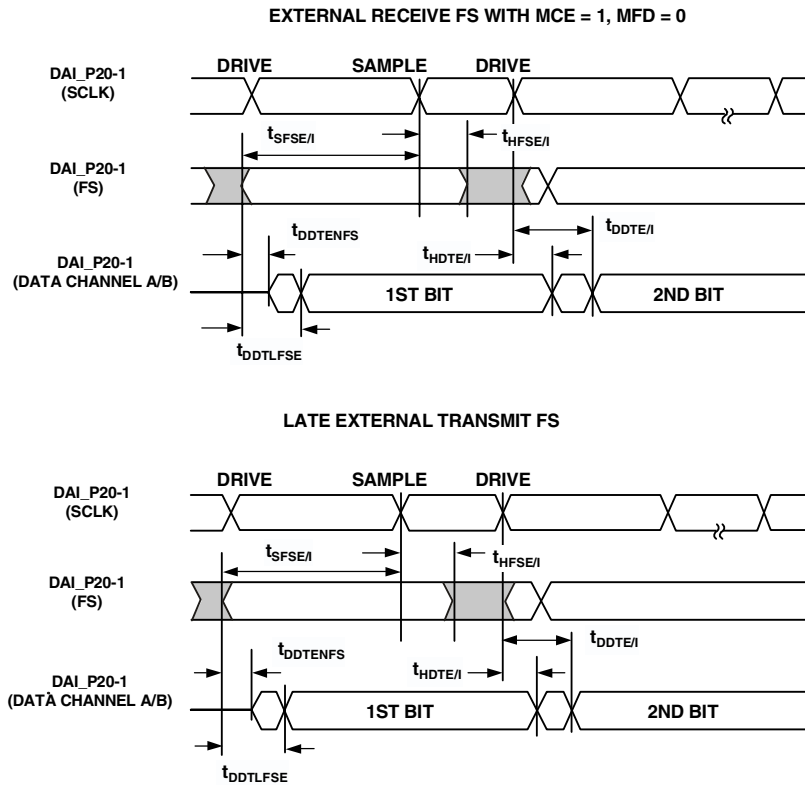 EXTERNAL RECEIVE FS WITH MCE = 1, MFD = 0
DRIVE SAMPLE DRIVE
DAI_P20-1
(SCLK)
tSFSE/I tHFSE/I
DAI_P20-1
(FS)
tDDTENFS tHDTE/I tDDTE/I
DAI_P20-1
(DATA CHANNEL A/B)
1ST BIT 2ND BIT
tDDTLFSE
LATE EXTERNAL TRANSMIT FS
DRIVE SAMPLE DRIVE
DAI_P20-1
(SCLK)
tSFSE/I tHFSE/I
DAI_P20-1
(FS)
tDDTENFS tHDTE/I tDDTE/I
DAI_P20-1
(DATA CHANNEL A/B)
1ST BIT 2ND BIT
tDDTLFSE